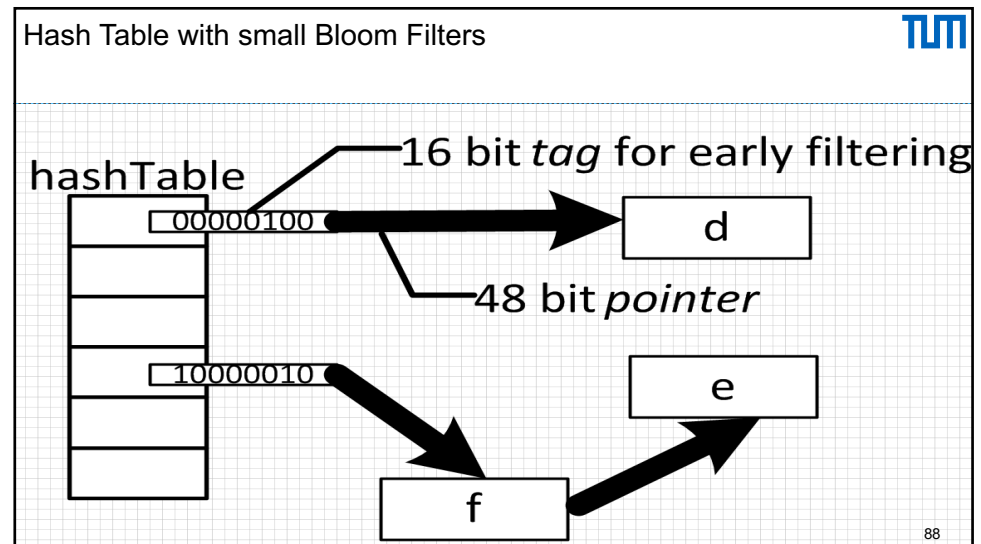 Hash Table with small Bloom Filters
TUM
16 bit tag for early filtering
hashTable
00000100
d
48 bit pointer
10000010
e
f
88